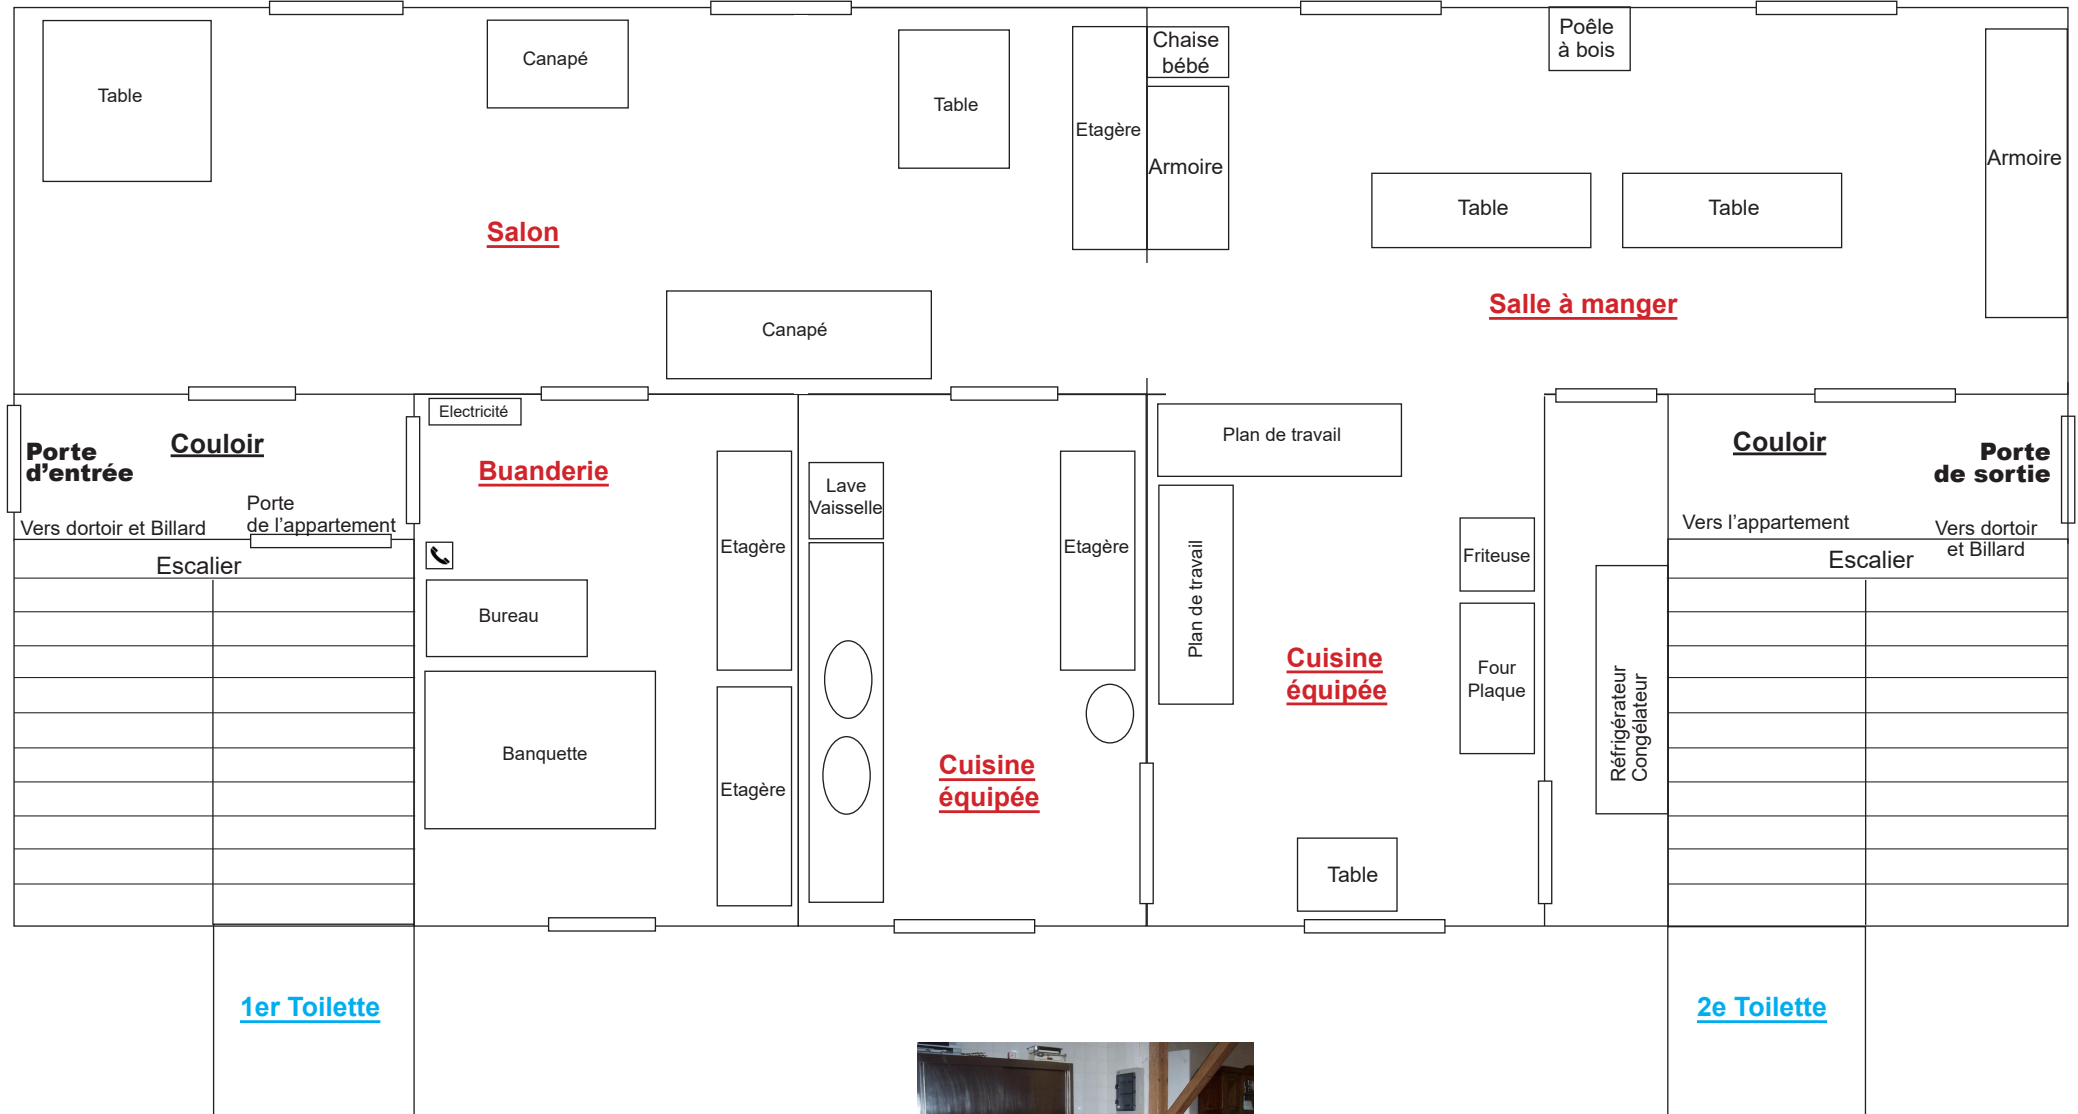 Table
Canapé
Table
Etagère
Chaise
bébé
Armoire
Poêle
à bois
Table
Table
Armoire
Salon
Salle à manger
Canapé
Porte
d'entrée
Couloir
Porte
de l'appartement
Vers dortoir et Billard
Escalier
Electricité
Buanderie
Bureau
Banquette
Etagère
Etagère
Lave
Vaisselle
Etagère
Cuisine
équipée
Plan de travail
Plan de travail
Cuisine
équipée
Friteuse
Four
Plaque
Table
Réfrigérateur
Congélateur
Couloir
Porte
de sortie
Vers l'appartement
Vers dortoir
et Billard
Escalier
1er Toilette
2e Toilette